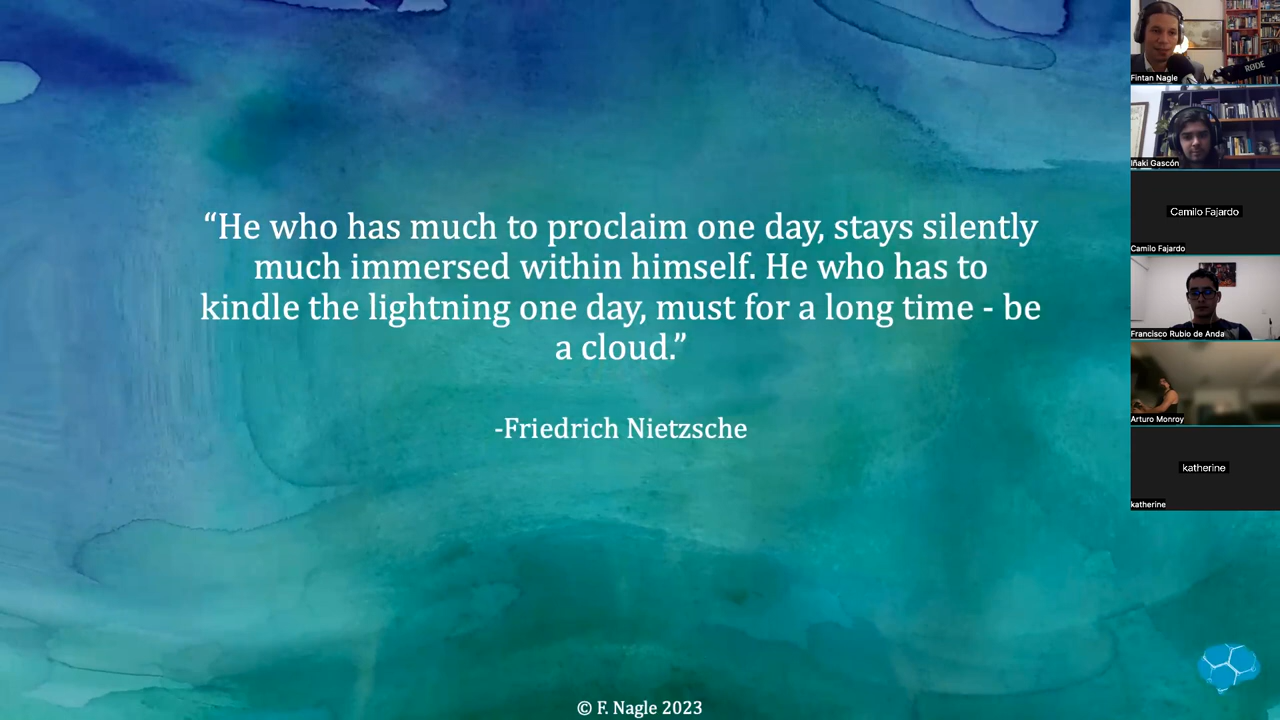 “He who has much to proclaim one day, stays silently
much immersed within himself. He who has to
kindle the lightning one day, must for a long time - be
a cloud.”
-Friedrich Nietzsche
© F. Nagle 2023
Fintan Nagle
RØDE
Iñaki Gascón
Camilo Fajardo
Camilo Fajardo
Francisco Rubio de Anda
Arturo Monroy
katherine
katherine